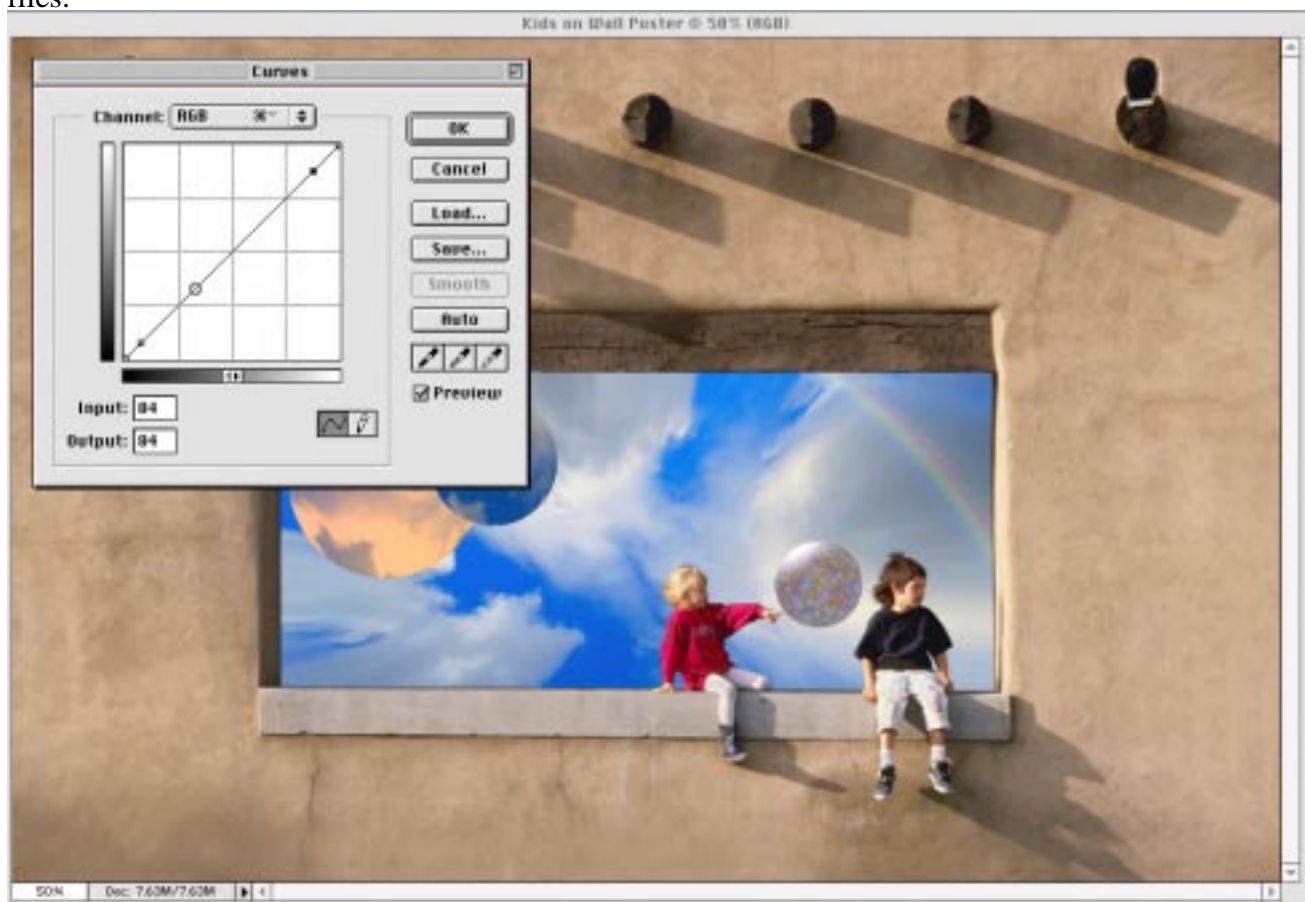 files.
Kids on Wall Poster @ 50% (RGB)
Curves
Channel: RGB ⌘~
OK
Cancel
Load...
Save...
Smooth
Auto
Preview
Input: 84
Output: 84
50%
Doc: 7.63M/7.63M